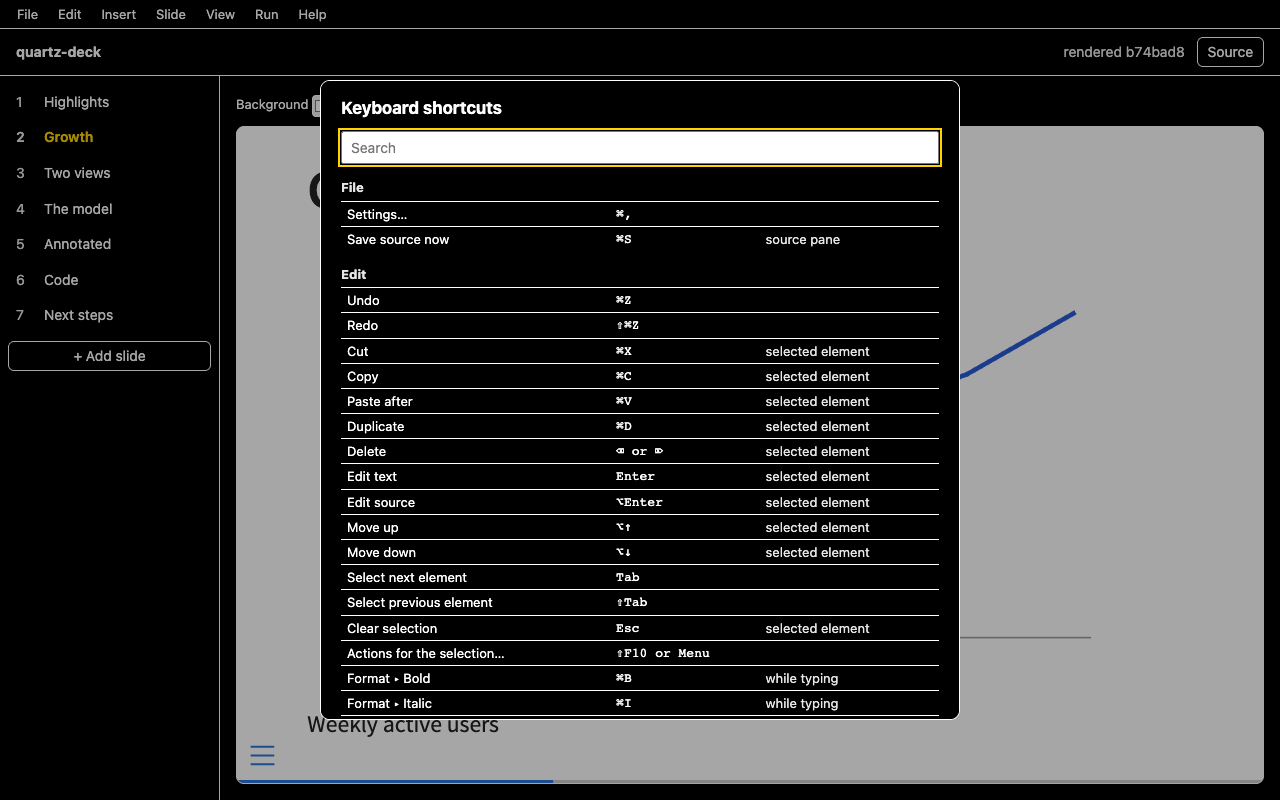 File Edit Insert Slide View Run Help
quartz-deck
rendered b74bad8 Source
1 Highlights
2 Growth
3 Two views
4 The model
5 Annotated
6 Code
7 Next steps
+ Add slide
Background
Keyboard shortcuts
Search
File
Settings… ⌘,
Save source now ⌘S source pane
Edit
Undo ⌘Z
Redo ⇧⌘Z
Cut ⌘X selected element
Copy ⌘C selected element
Paste after ⌘V selected element
Duplicate ⌘D selected element
Delete ⌫ or ⌦ selected element
Edit text Enter selected element
Edit source ⌥Enter selected element
Move up ⌥↑ selected element
Move down ⌥↓ selected element
Select next element Tab
Select previous element ⇧Tab
Clear selection Esc selected element
Actions for the selection… ⇧F10 or Menu
Format ▸ Bold ⌘B while typing
Format ▸ Italic ⌘I while typing
Weekly active users